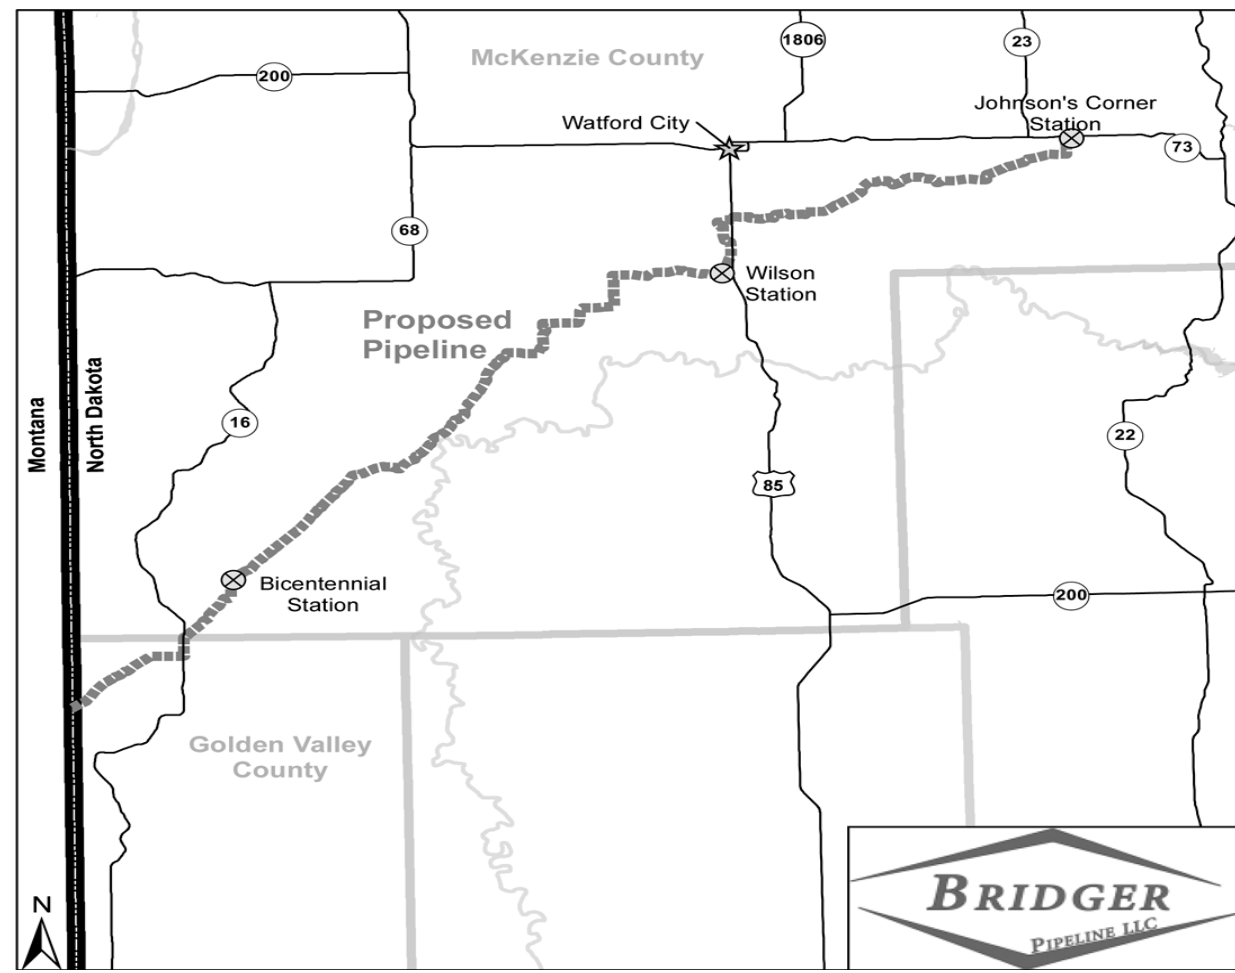 McKenzie County
1806
23
200
Johnson's Corner
Station
Watford City
73
68
Wilson
Station
Proposed
Pipeline
16
Montana
North Dakota
22
85
Bicentennial
Station
200
Golden Valley
County
BRIDGER
PIPELINE LLC
N